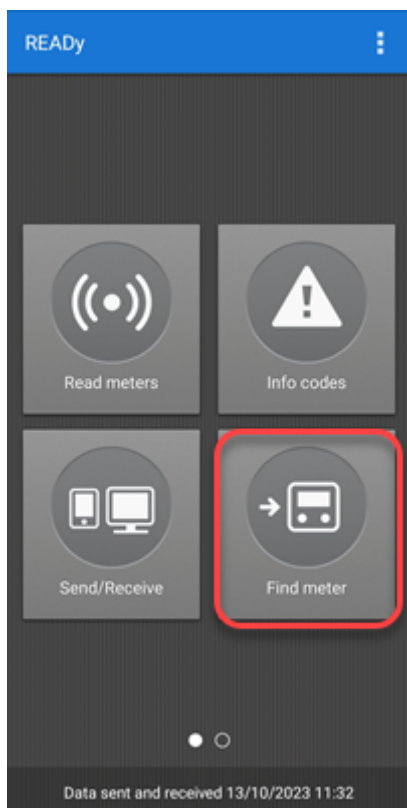 READy
Read meters
Info codes
Send/Receive
Find meter
Data sent and received 13/10/2023 11:32